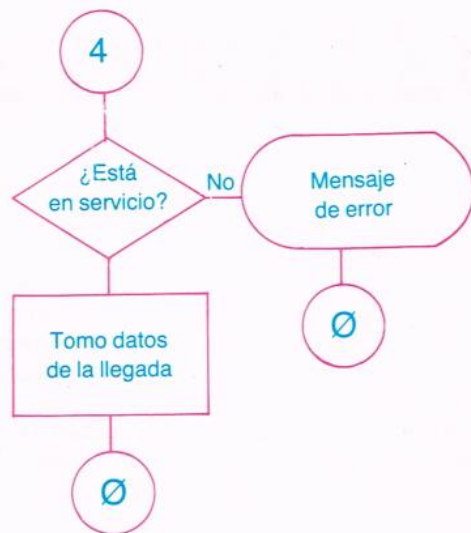 4
¿Está
en servicio?
No
Mensaje
de error
Ø
Tomo datos
de la llegada
Ø